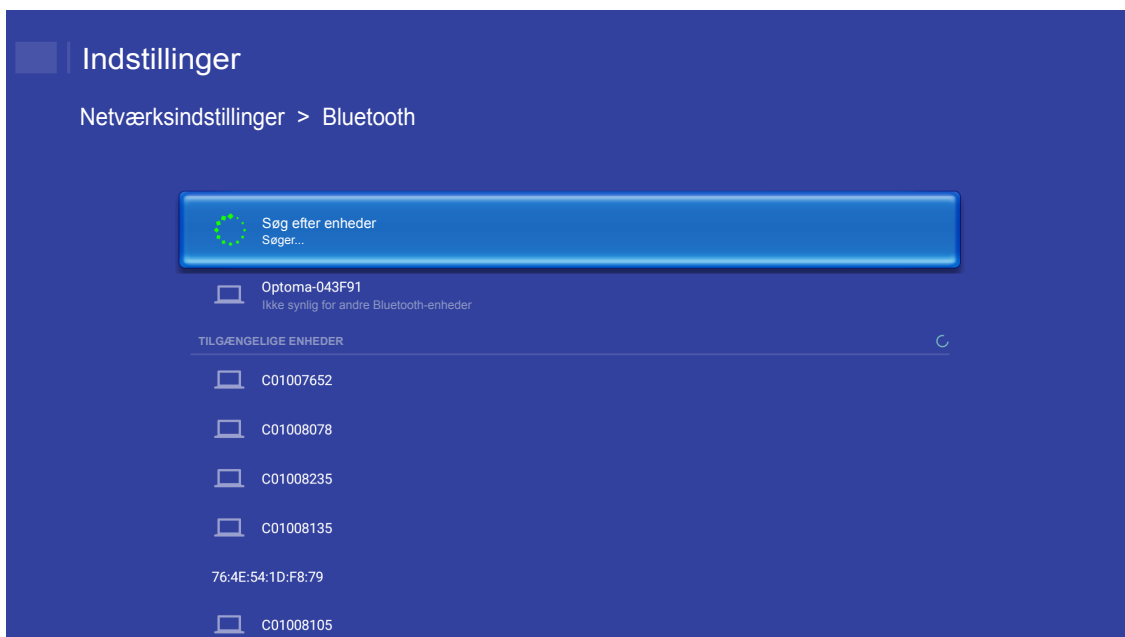 Indstillinger
Netværksindstillinger > Bluetooth
Søg efter enheder
Søger...
Optoma-043F91
Ikke synlig for andre Bluetooth-enheder
TILGÆNGELIGE ENHEDER
C01007652
C01008078
C01008235
C01008135
76:4E:54:1D:F8:79
C01008105